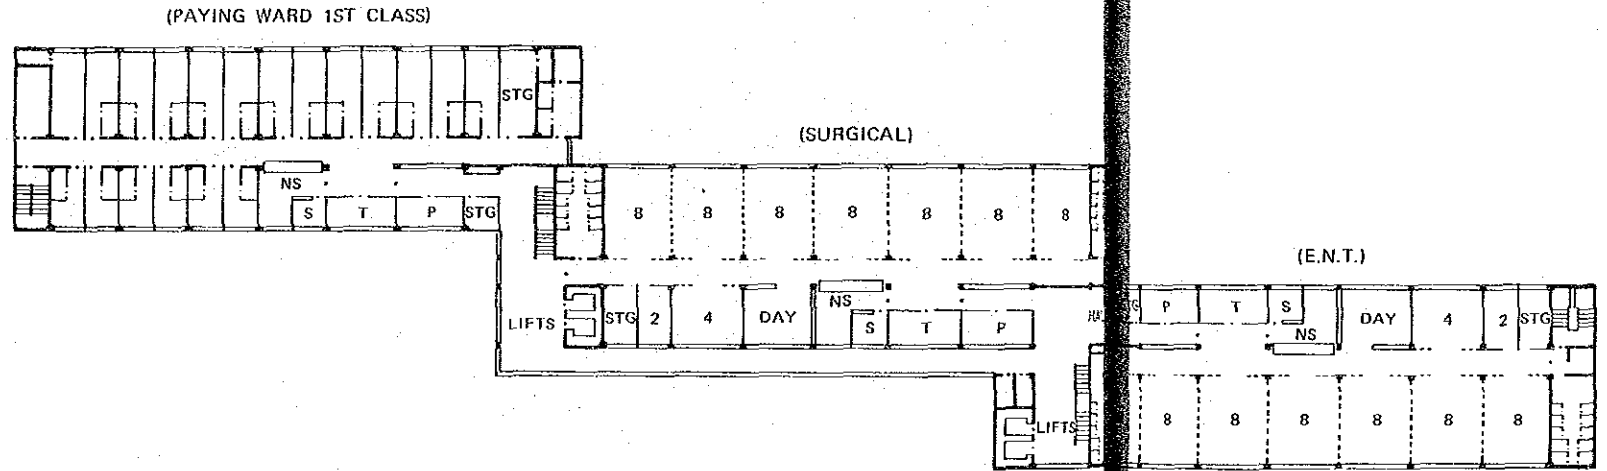 (PAYING WARD 1ST CLASS)
STG
(SURGICAL)
NS
S T P STG
8 8 8 8 8 8 8
(E.N.T.)
LIFTS
STG 2 4 DAY
NS
S T P
P T S
NS
DAY 4 2 STG
LIFTS
8 8 8 8 8 8